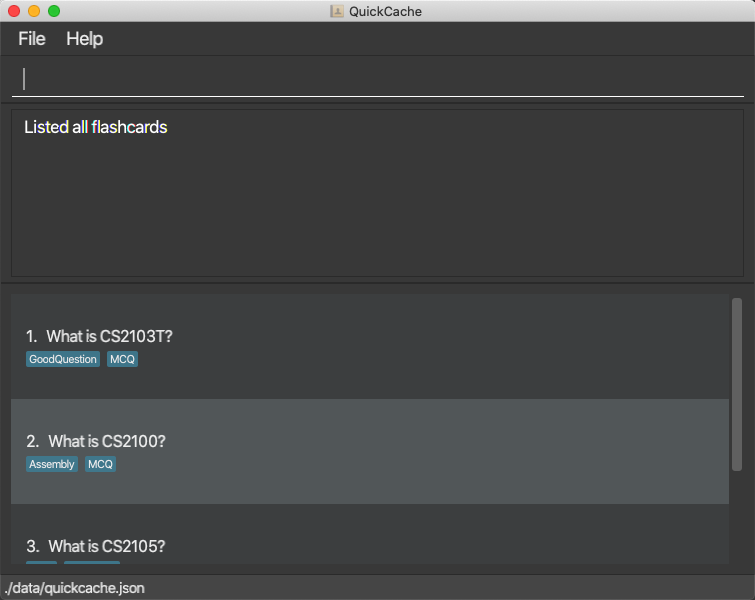 QuickCache
File Help
Listed all flashcards
1. What is CS2103T?
GoodQuestion MCQ
2. What is CS2100?
Assembly MCQ
3. What is CS2105?
./data/quickcache.json